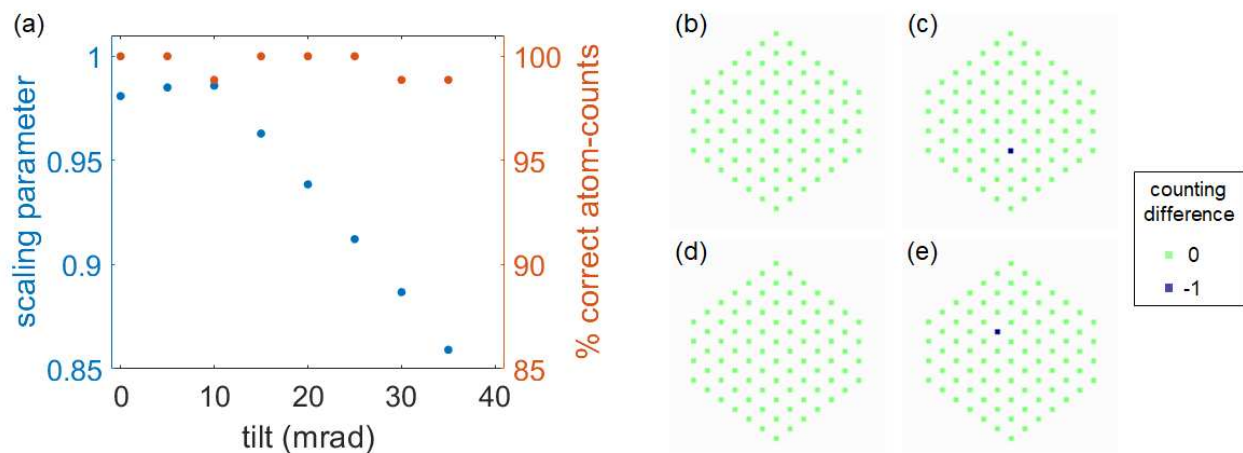 (a)
1
0.95
0.9
0.85
scaling parameter
100
95
90
85
% correct atom-counts
0
10
20
30
40
tilt (mrad)
(b)
(c)
(d)
(e)
counting
difference
0
-1